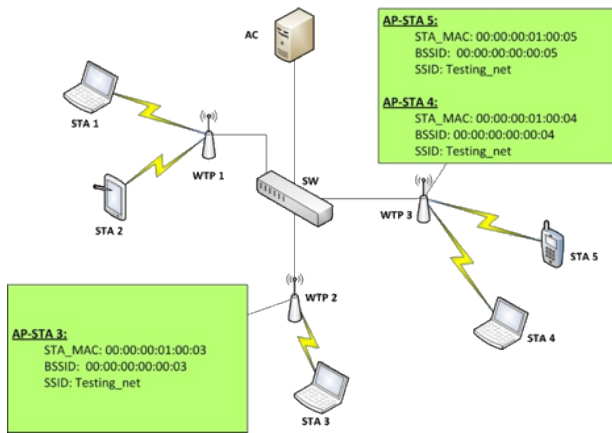 AC
AP-STA 5:
STA_MAC: 00:00:00:01:00:05
BSSID: 00:00:00:00:00:05
SSID: Testing_net
AP-STA 4:
STA_MAC: 00:00:00:01:00:04
BSSID: 00:00:00:00:00:04
SSID: Testing_net
STA 1
WTP 1
SW
STA 2
WTP 3
STA 5
WTP 2
STA 4
AP-STA 3:
STA_MAC: 00:00:00:01:00:03
BSSID: 00:00:00:00:00:03
SSID: Testing_net
STA 3